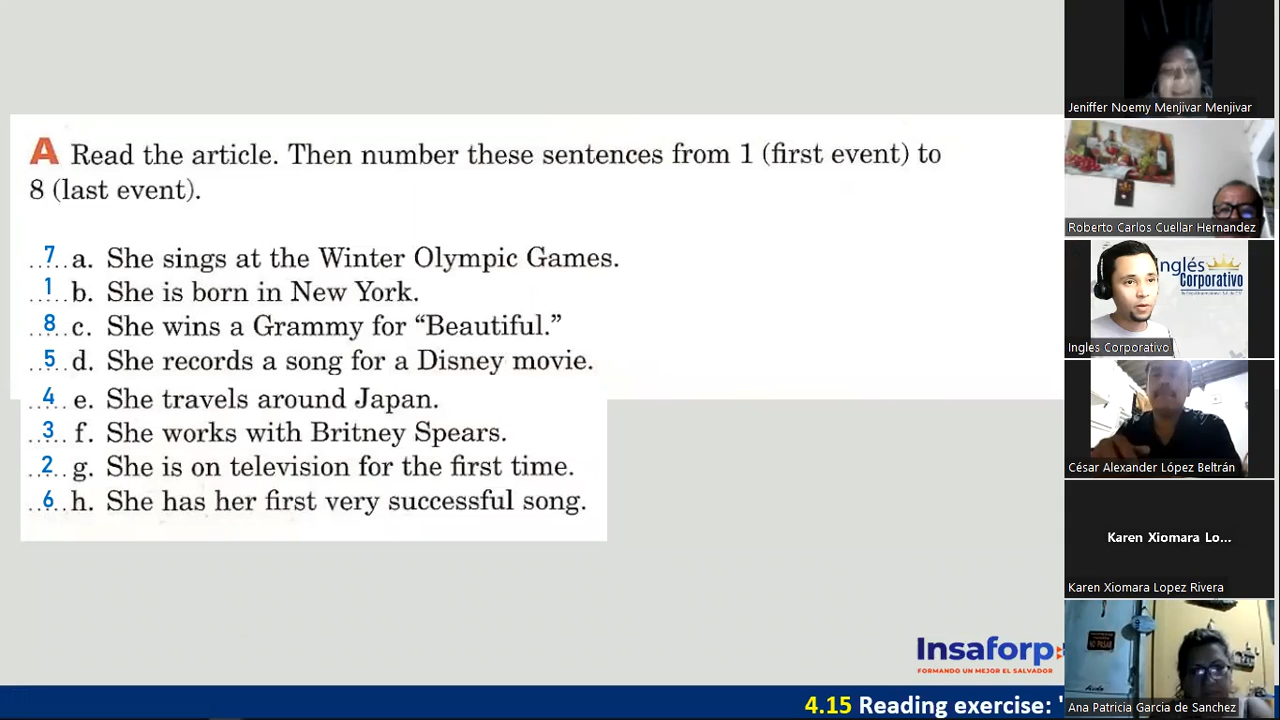 A Read the article. Then number these sentences from 1 (first event) to
8 (last event).
7 a. She sings at the Winter Olympic Games.
1 b. She is born in New York.
8 c. She wins a Grammy for “Beautiful.”
5 d. She records a song for a Disney movie.
4 e. She travels around Japan.
3 f. She works with Britney Spears.
2 g. She is on television for the first time.
6 h. She has her first very successful song.
Insaforp
FORMANDO UN MEJOR EL SALVADOR
4.15 Reading exercise: '
Jeniffer Noemy Menjivar Menjivar
Roberto Carlos Cuellar Hernandez
Inglés
Corporativo
Ingles Corporativo
César Alexander López Beltrán
Karen Xiomara Lo...
Karen Xiomara Lopez Rivera
NO PASAR
Ana Patricia Garcia de Sanchez